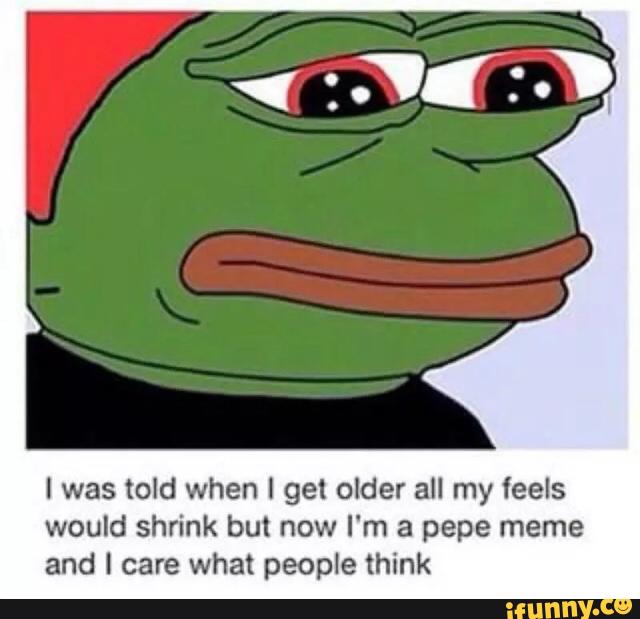 I was told when I get older all my feels
would shrink but now I'm a pepe meme
and I care what people think
ifunny.co